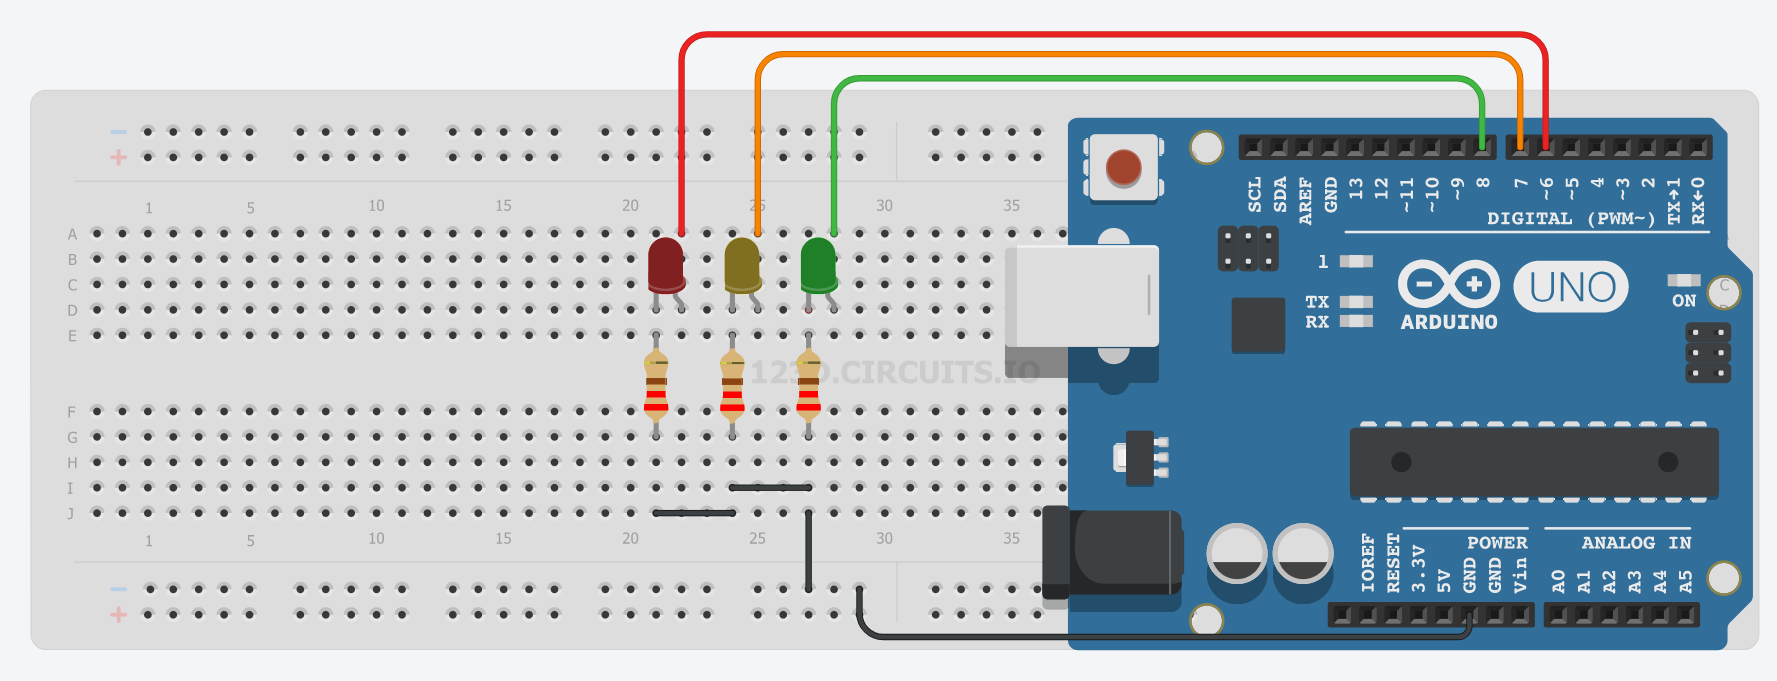 − −
+ +
1 5 10 15 20 25 30 35
A
B
C
D
E
F
G
H
I
J
1 5 10 15 20 25 30 35
− −
+ +
123D.CIRCUITS.IO
SCL SDA AREF GND 13 12 ~11 ~10 ~9 8 7 ~6 ~5 4 ~3 2 TX→1 RX←0
DIGITAL (PWM~)
1
TX
RX
ARDUINO
UNO
ON
POWER
ANALOG IN
IOREF RESET 3.3V 5V GND GND Vin A0 A1 A2 A3 A4 A5